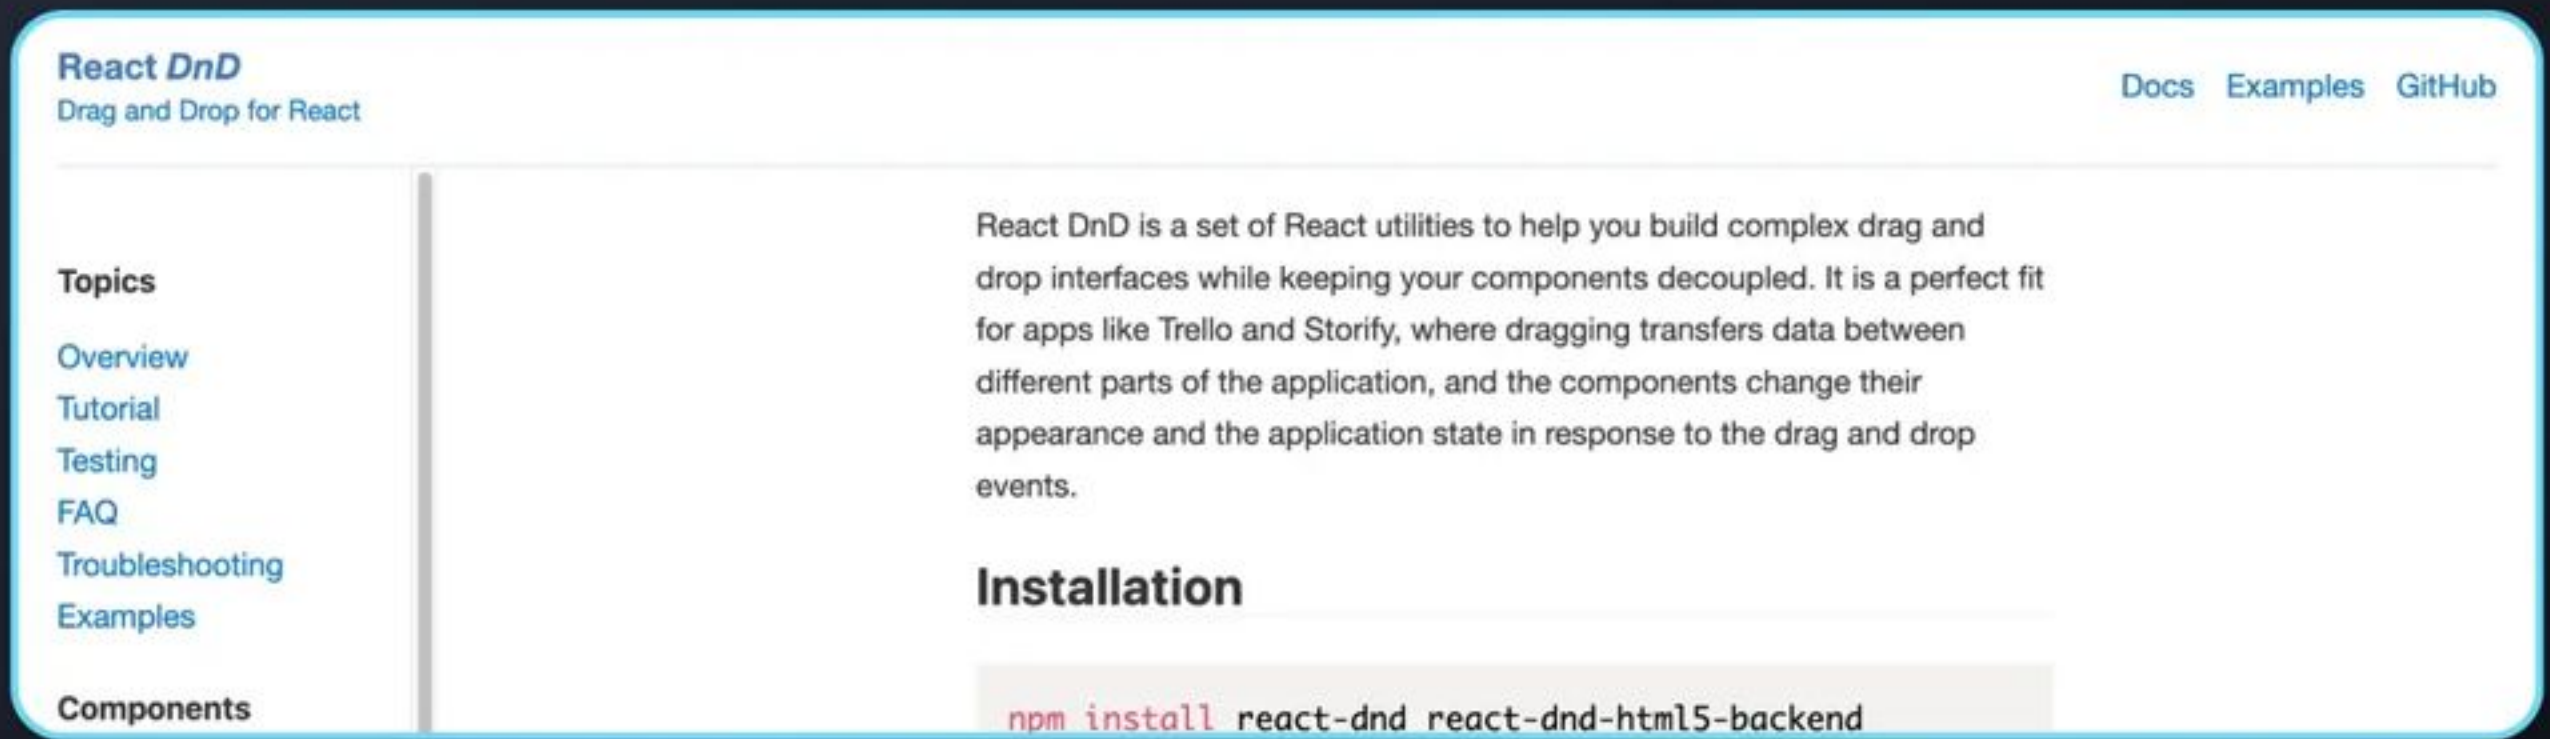 React DnD
Drag and Drop for React
Docs Examples GitHub
Topics
Overview
Tutorial
Testing
FAQ
Troubleshooting
Examples
Components
React DnD is a set of React utilities to help you build complex drag and
drop interfaces while keeping your components decoupled. It is a perfect fit
for apps like Trello and Storify, where dragging transfers data between
different parts of the application, and the components change their
appearance and the application state in response to the drag and drop
events.
Installation
npm install react-dnd react-dnd-html5-backend